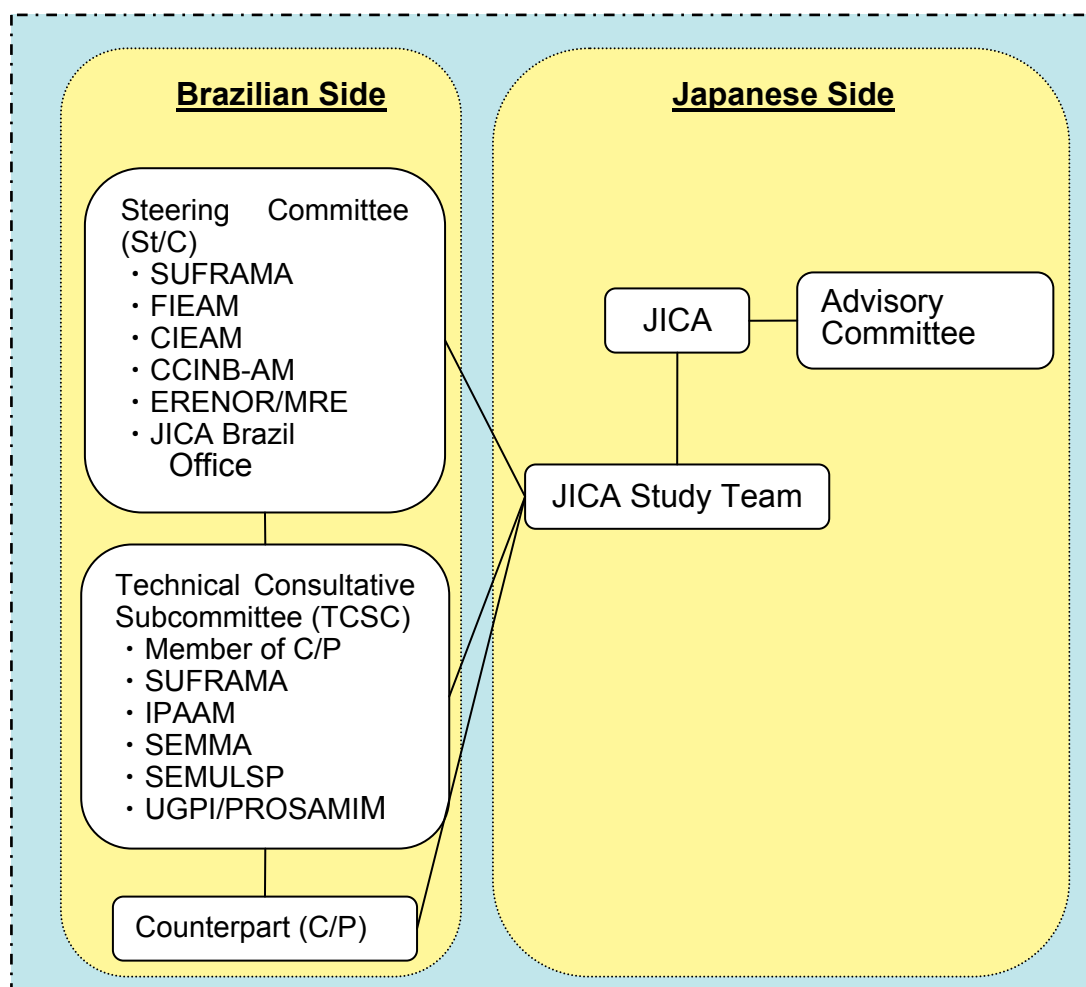 Brazilian Side
Steering Committee
(St/C)
・SUFRAMA
・FIEAM
・CIEAM
・CCINB-AM
・ERENOR/MRE
・JICA Brazil
Office
Technical Consultative
Subcommittee (TCSC)
・Member of C/P
・SUFRAMA
・IPAAM
・SEMMA
・SEMULSP
・UGPI/PROSAMIM
Counterpart (C/P)
Japanese Side
JICA
Advisory
Committee
JICA Study Team